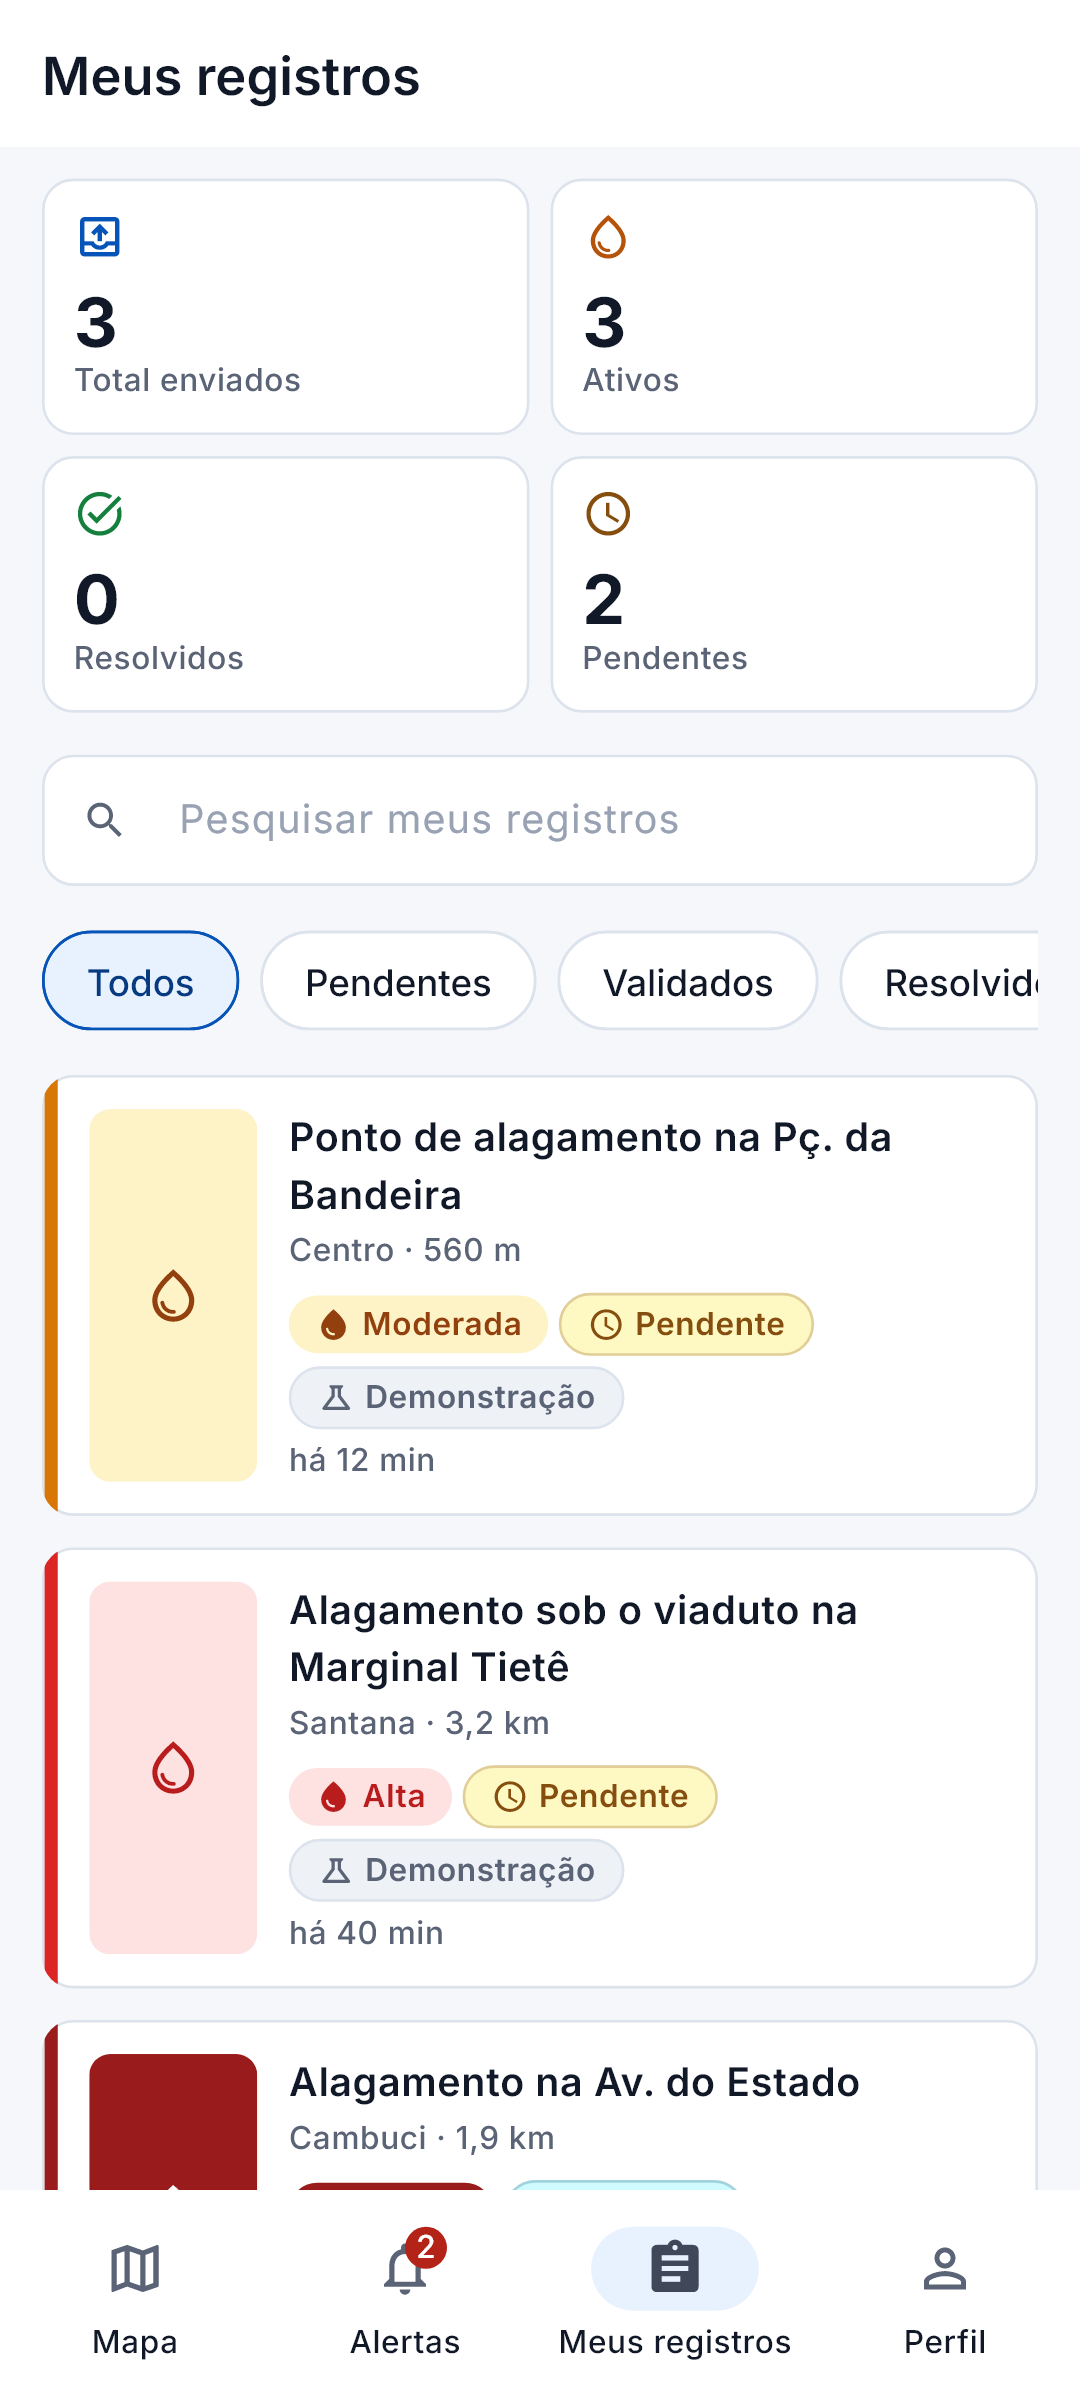 Meus registros
3
Total enviados
3
Ativos
0
Resolvidos
2
Pendentes
Pesquisar meus registros
Todos
Pendentes
Validados
Ponto de alagamento na Pç. da
Bandeira
Centro · 560 m
Moderada
Pendente
Demonstração
há 12 min
Alagamento sob o viaduto na
Marginal Tietê
Santana · 3,2 km
Alta
Pendente
Demonstração
há 40 min
Alagamento na Av. do Estado
Cambuci · 1,9 km
Mapa
2
Alertas
Meus registros
Perfil